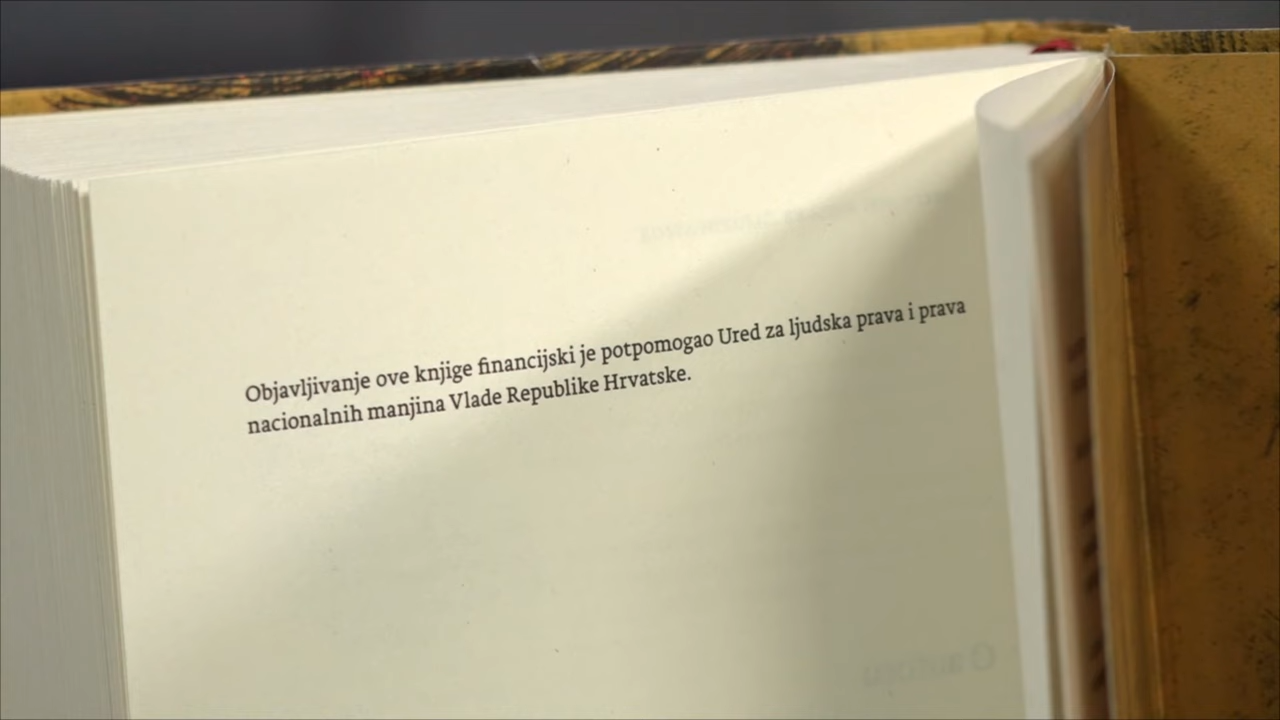 Objavljivanje ove knjige financijski je potpomogao Ured za ljudska prava i prava
nacionalnih manjina Vlade Republike Hrvatske.